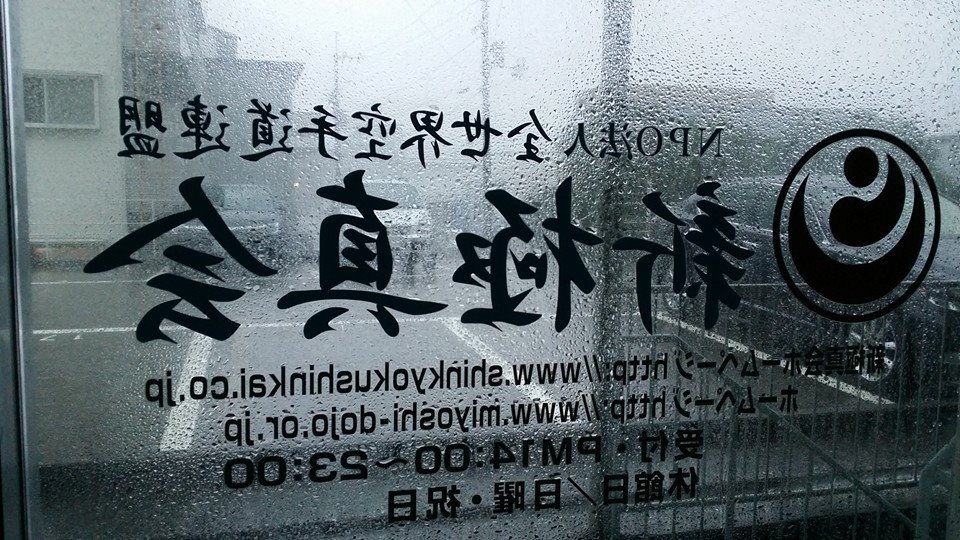 NPO法人全世界空手道連盟
新極真会
新極真会ホームページ http://www.shinkyokushinkai.co.jp
ホームページ http://www.miyoshi-dojo.or.jp
受付・PM14:00~23:00
休館日/日曜・祝日